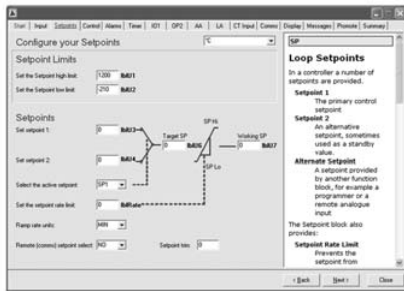 Start Input Setpoints Control Alarms Timer IO1 OP2 AA LA CT Input Comms Display Messages Promote Summary
Configure your Setpoints
°C
Setpoint Limits
Set the Setpoint high limit: 1200
Set the Setpoint low limit: -210
Setpoints
SP Hi
Set setpoint 1: 0
Target SP
0
Working SP
0
Set setpoint 2: 0
SP Lo
Select the active setpoint SP1
Set the setpoint rate limit 0
Ramp rate units: MIN
Remote (comms) setpoint select: NO Setpoint trim: 0
SP
Loop Setpoints
In a controller a number of
setpoints are provided.
Setpoint 1
The primary control
setpoint
Setpoint 2
An alternative
setpoint, sometimes
used as a standby
value.
Alternate Setpoint
A setpoint provided
by another function
block, for example a
programmer or a
remote analogue
input
The Setpoint block also
provides:
Setpoint Rate Limit
Prevents the
setpoint from
< Back Next > Close